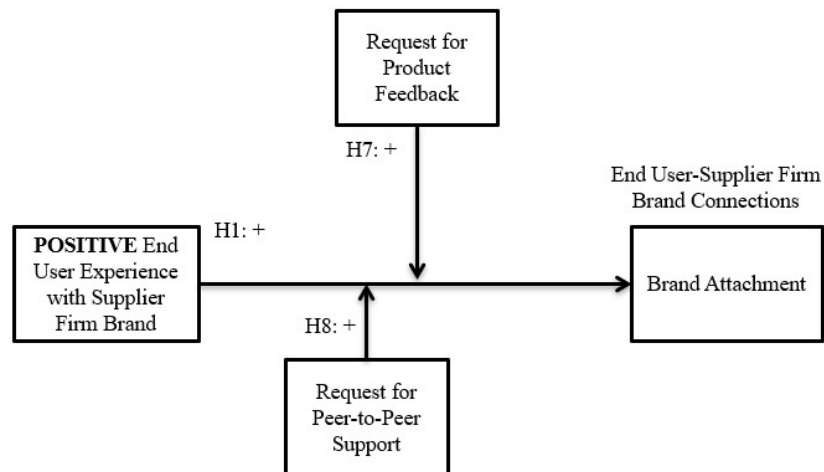 Request for
Product
Feedback
H7: +
End User-Supplier Firm
Brand Connections
H1: +
POSITIVE End
User Experience
with Supplier
Firm Brand
Brand Attachment
H8: +
Request for
Peer-to-Peer
Support